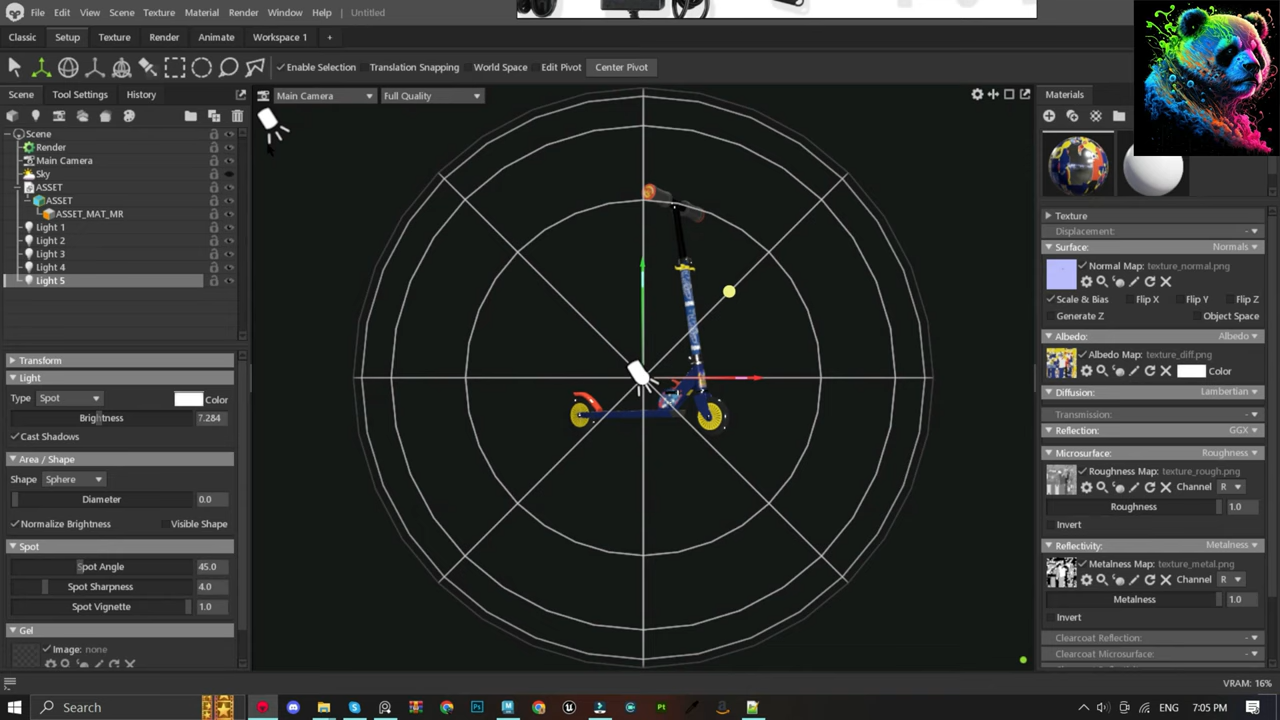 File Edit View Scene Texture Material Render Window Help Untitled
Classic Setup Texture Render Animate Workspace 1 +
Enable Selection Translation Snapping World Space Edit Pivot Center Pivot
Scene Tool Settings History
Main Camera Full Quality
Materials
Scene
Render
Main Camera
Sky
ASSET
ASSET
ASSET_MAT_MR
Light 1
Light 2
Light 3
Light 4
Light 5
Transform
Light
Type Spot Color
Brightness 7.284
Cast Shadows
Area / Shape
Shape Sphere
Diameter 0.0
Normalize Brightness Visible Shape
Spot
Spot Angle 45.0
Spot Sharpness 4.0
Spot Vignette 1.0
Gel
Image: none
Texture
Displacement: -
Surface: Normals
Normal Map: texture_normal.png
Scale & Bias Flip X Flip Y Flip Z
Generate Z Object Space
Albedo: Albedo
Albedo Map: texture_diff.png
Color
Diffusion: Lambertian
Transmission: -
Reflection: GGX
Microsurface: Roughness
Roughness Map: texture_rough.png
Channel R
Roughness 1.0
Invert
Reflectivity: Metalness
Metalness Map: texture_metal.png
Channel R
Metalness 1.0
Invert
Clearcoat Reflection: -
Clearcoat Microsurface: -
VRAM: 16%
Search
ENG 7:05 PM